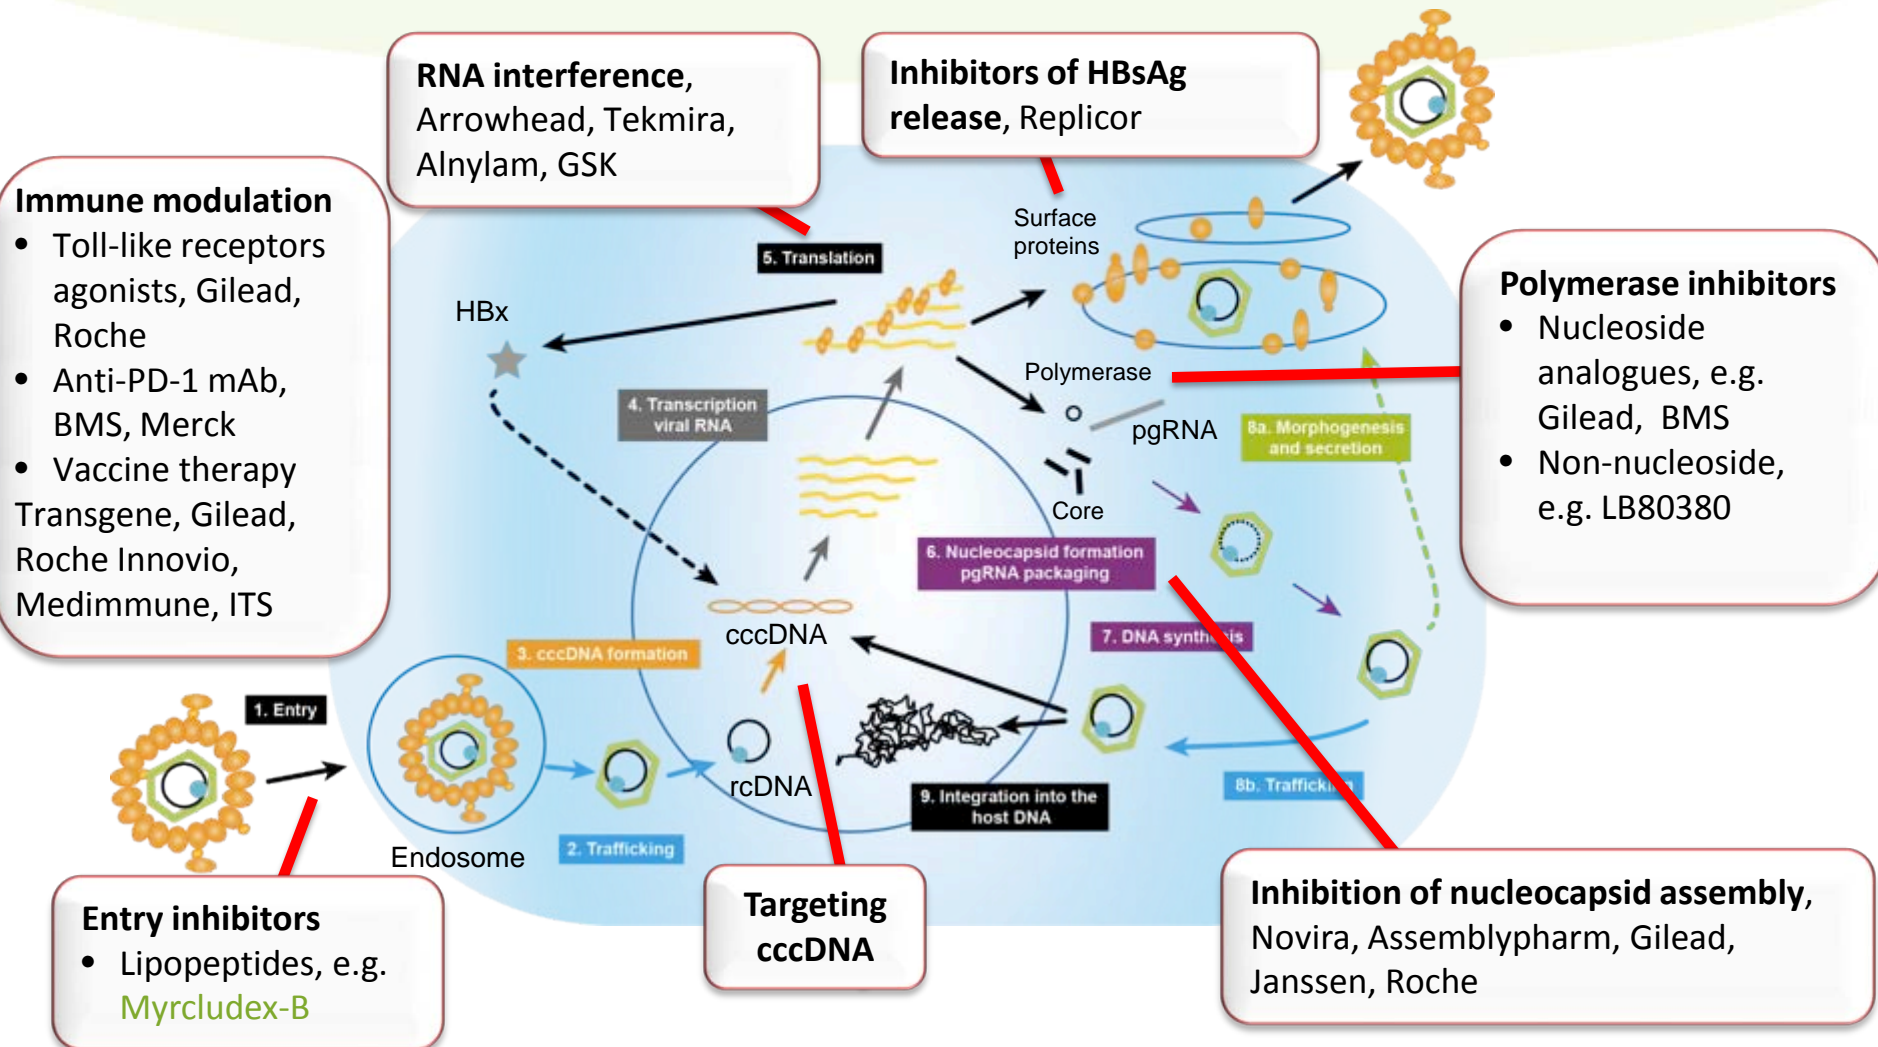 RNA interference,
Arrowhead, Tekmira,
Alnylam, GSK
Inhibitors of HBsAg
release, Replicor
Immune modulation
• Toll-like receptors
agonists, Gilead,
Roche
• Anti-PD-1 mAb,
BMS, Merck
• Vaccine therapy
Transgene, Gilead,
Roche Innovio,
Medimmune, ITS
Surface
proteins
5. Translation
HBx
Polymerase inhibitors
• Nucleoside
analogues, e.g.
Gilead, BMS
• Non-nucleoside,
e.g. LB80380
Polymerase
4. Transcription
viral RNA
pgRNA
8a. Morphogenesis
and secretion
Core
6. Nucleocapsid formation
pgRNA packaging
cccDNA
7. DNA synthesis
3. cccDNA formation
1. Entry
rcDNA
9. Integration into the
host DNA
8b. Trafficking
Endosome
2. Trafficking
Entry inhibitors
• Lipopeptides, e.g.
Myrcludex-B
Targeting
cccDNA
Inhibition of nucleocapsid assembly,
Novira, Assemblypharm, Gilead,
Janssen, Roche